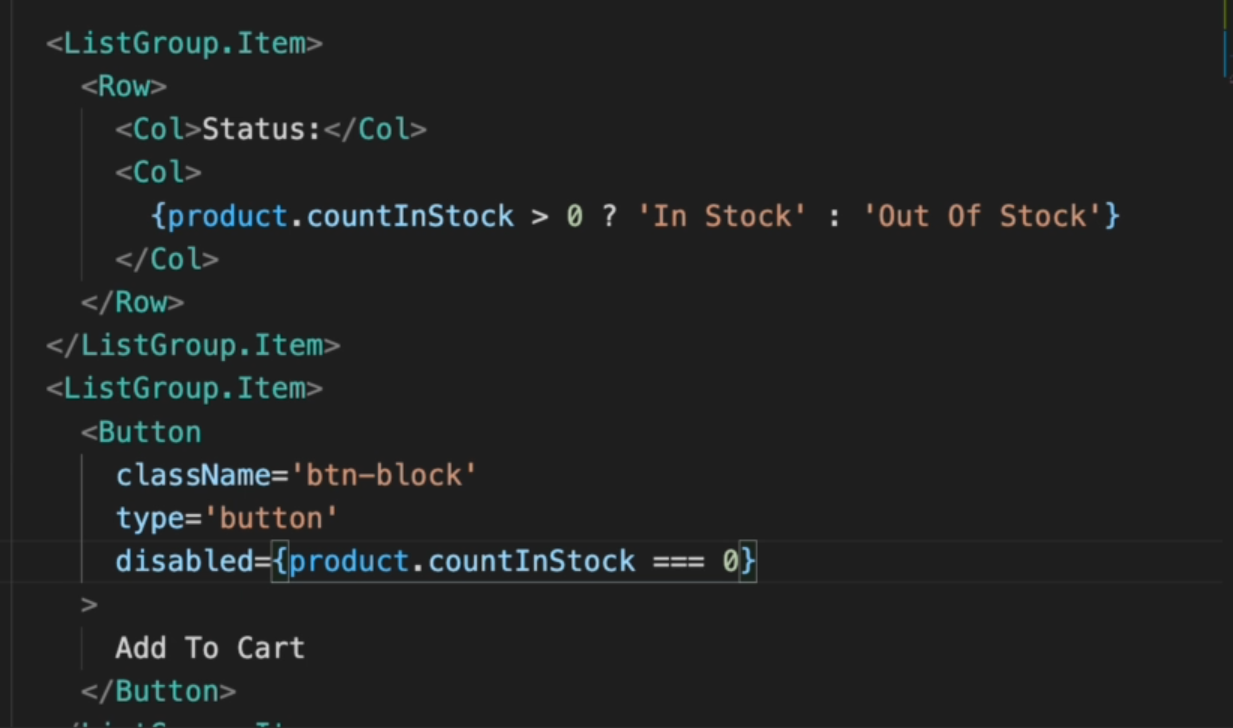 <ListGroup.Item>
<Row>
<Col>Status:</Col>
<Col>
{product.countInStock > 0 ? 'In Stock' : 'Out Of Stock'}
</Col>
</Row>
</ListGroup.Item>
<ListGroup.Item>
<Button
className='btn-block'
type='button'
disabled={product.countInStock === 0}
>
Add To Cart
</Button>